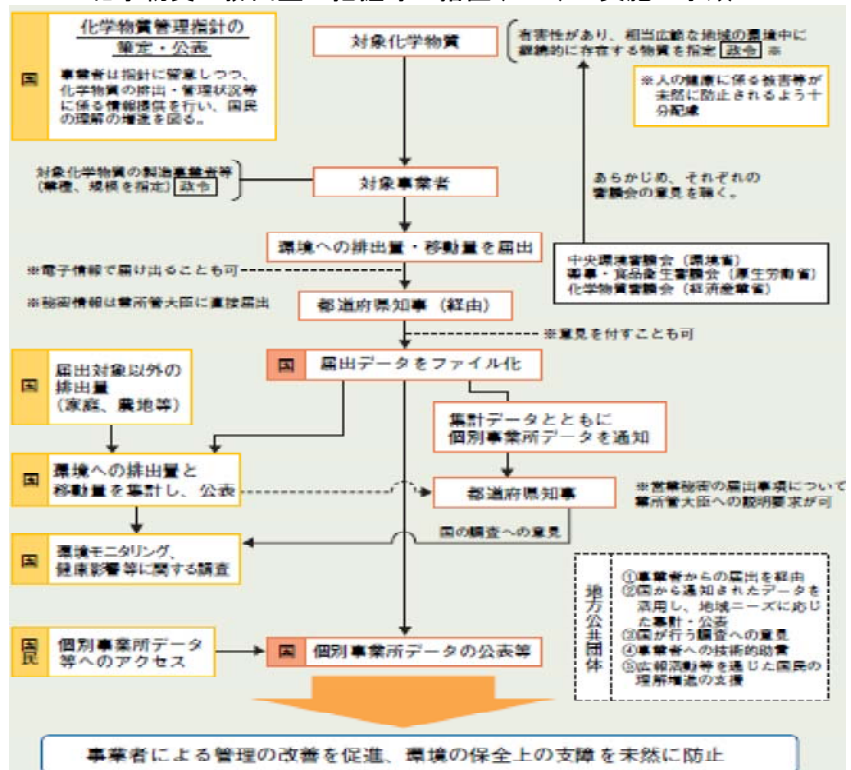 化学物質管理指針の
策定・公表
国
事業者は指針に留意しつつ、
化学物質の排出・管理状況等
に係る情報提供を行い、国民
の理解の増進を図る。
対象化学物質
有害性があり、相当広範な地域の環境中に
継続的に存在する物質を指定 政令 ※
※人の健康に係る被害等が
未然に防止されるよう十
分配慮
対象化学物質の製造事業者等
(業種、規模を指定) 政令
対象事業者
あらかじめ、それぞれの
審議会の意見を聴く。
環境への排出量・移動量を届出
中央環境審議会(環境省)
薬事・食品衛生審議会(厚生労働省)
化学物質審議会(経済産業省)
※電子情報で届け出ることも可
※秘密情報は業所管大臣に直接届出
都道府県知事(経由)
※意見を付すことも可
国
届出対象以外の
排出量
(家庭、農地等)
国 届出データをファイル化
集計データとともに
個別事業所データを通知
国
環境への排出量と
移動量を集計し、公表
都道府県知事
※営業秘密の届出事項について
業所管大臣への説明要求が可
国の調査への意見
国
環境モニタリング、
健康影響等に関する調査
地方公共団体
①事業者からの届出を経由
②国から通知されたデータを
活用し、地域ニーズに応じ
た集計・公表
③国が行う調査への意見
④事業者への技術的助言
⑤広報活動等を通じた国民の
理解増進の支援
国民
個別事業所データ
等へのアクセス
国 個別事業所データの公表等
事業者による管理の改善を促進、環境の保全上の支障を未然に防止